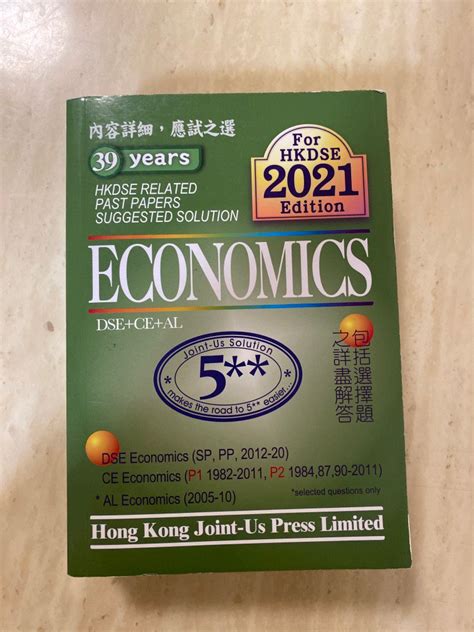 內容詳細，應試之選
39 years
HKDSE RELATED
PAST PAPERS
SUGGESTED SOLUTION
For
HKDSE
2021
Edition
ECONOMICS
DSE+CE+AL
Joint-Us Solution
5**
makes the road to 5** easier...
包括選擇題
之詳盡解答
DSE Economics (SP, PP, 2012-20)
CE Economics (P1 1982-2011, P2 1984,87,90-2011)
* AL Economics (2005-10)
*selected questions only
Hong Kong Joint-Us Press Limited